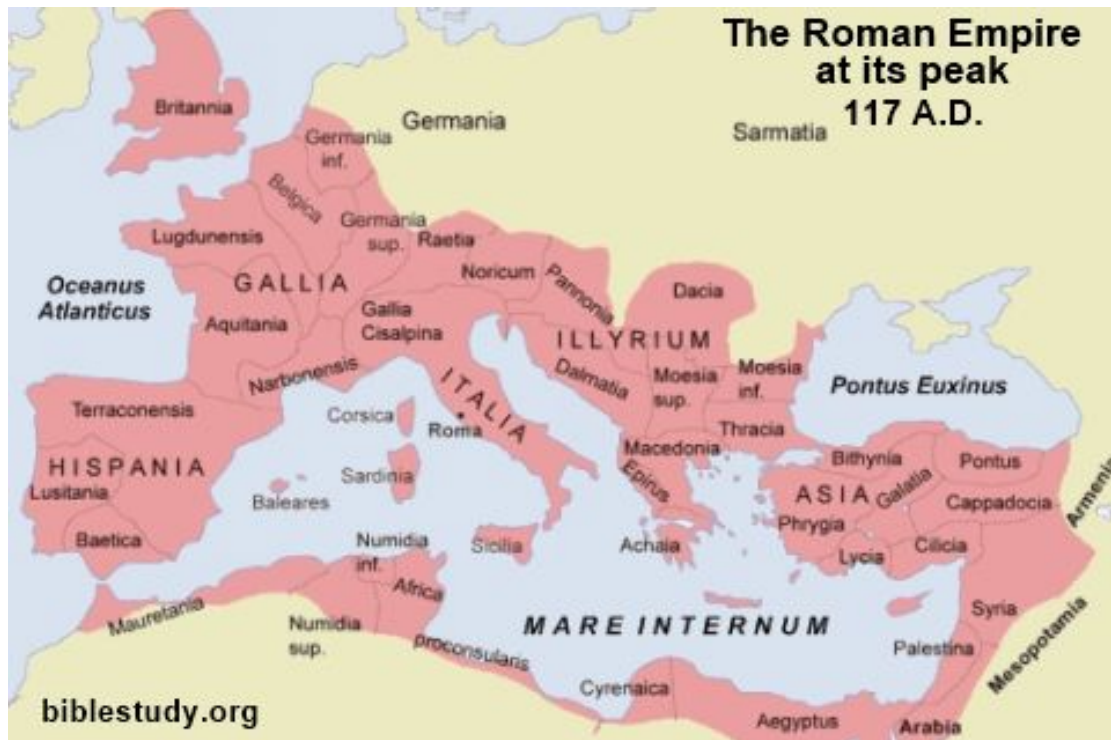 The Roman Empire
at its peak
117 A.D.
Britannia
Germania
inf.
Germania
Sarmatia
Belgica
Lugdunensis
Germania
sup.
Raetia
Noricum
Pannonia
Dacia
Oceanus
Atlanticus
GALLIA
Gallia
Cisalpina
Aquitania
ILLYRIUM
Narbonensis
ITALIA
Dalmatia
Moesia
sup.
Moesia
inf.
Pontus Euxinus
Terraconensis
Corsica
Roma
Thracia
HISPANIA
Lusitania
Sardinia
Macedonia
Epirus
Bithynia
Pontus
ASIA
Galatia
Cappadocia
Armenia
Baleares
Phrygia
Baetica
Numidia
inf.
Sicilia
Achaia
Lycia
Cilicia
Africa
Mauretania
Numidia
sup.
proconsularis
MARE INTERNUM
Syria
Palestina
Mesopotamia
Cyrenaica
Aegyptus
Arabia
biblestudy.org